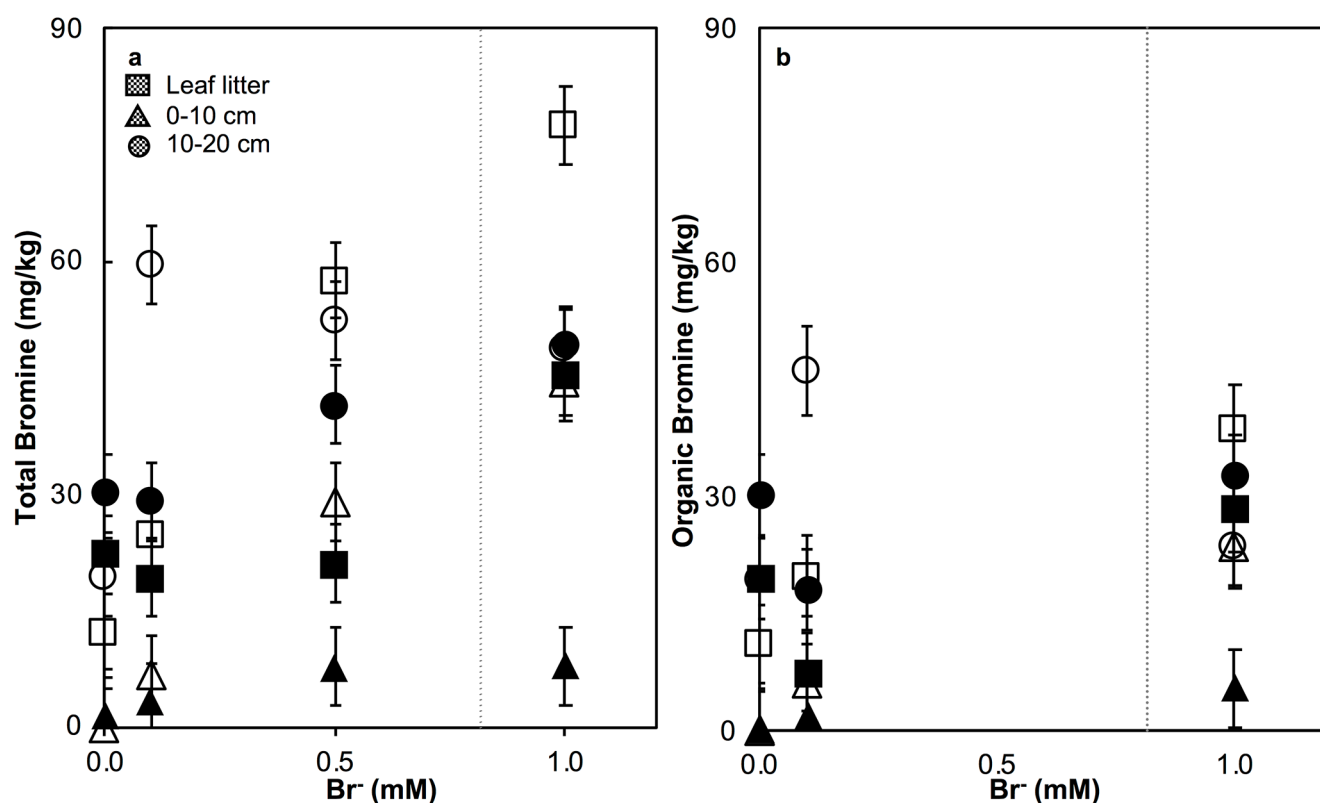 90
a
Leaf litter
0-10 cm
10-20 cm
60
30
0
0.0
0.5
1.0
Total Bromine (mg/kg)
Br⁻ (mM)
90
b
60
30
0
0.0
0.5
1.0
Organic Bromine (mg/kg)
Br⁻ (mM)